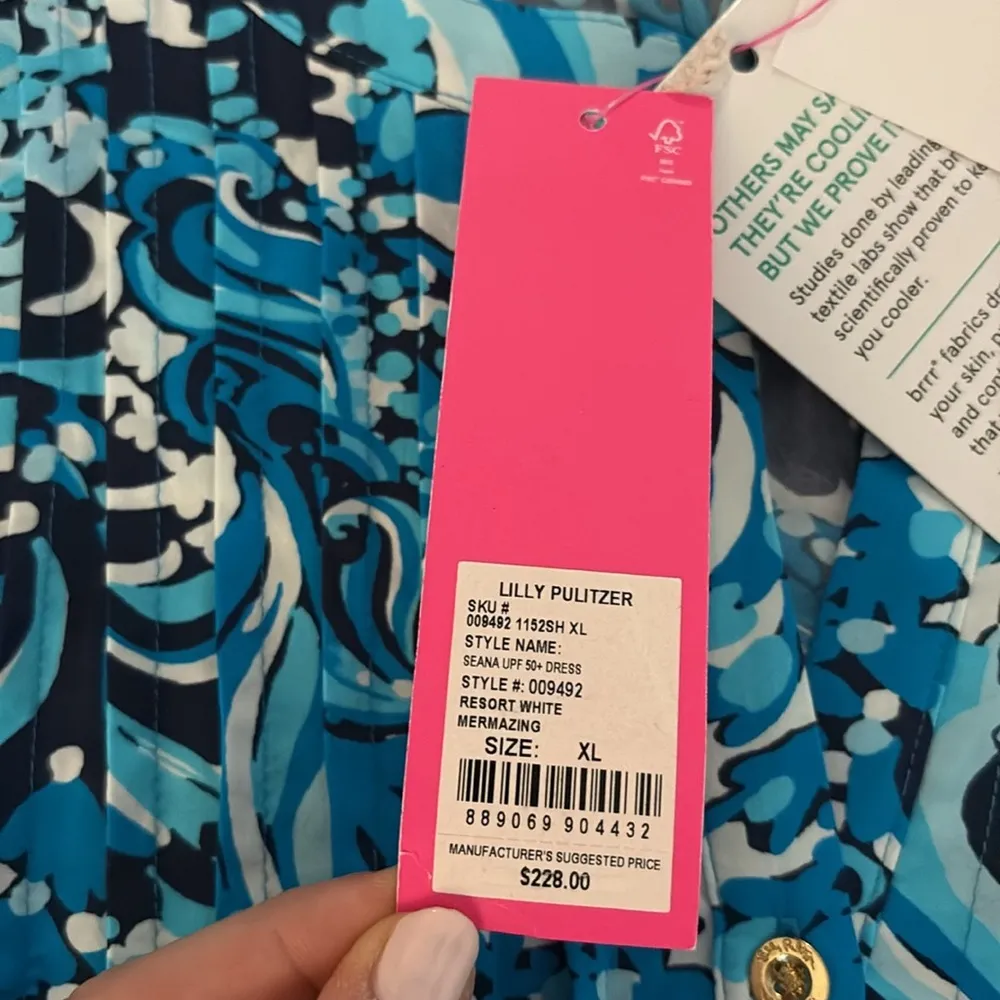 FSC
LILLY PULITZER
SKU #
009492 1152SH XL
STYLE NAME:
SEANA UPF 50+ DRESS
STYLE #: 009492
RESORT WHITE
MERMAZING
SIZE: XL
889069 904432
MANUFACTURER'S SUGGESTED PRICE
$228.00
OTHERS MAY SA
THEY'RE COOLI
BUT WE PROVE I
Studies done by leading
textile labs show that br
scientifically proven to ke
you cooler.
brrr° fabrics d
your skin, p
and con
that